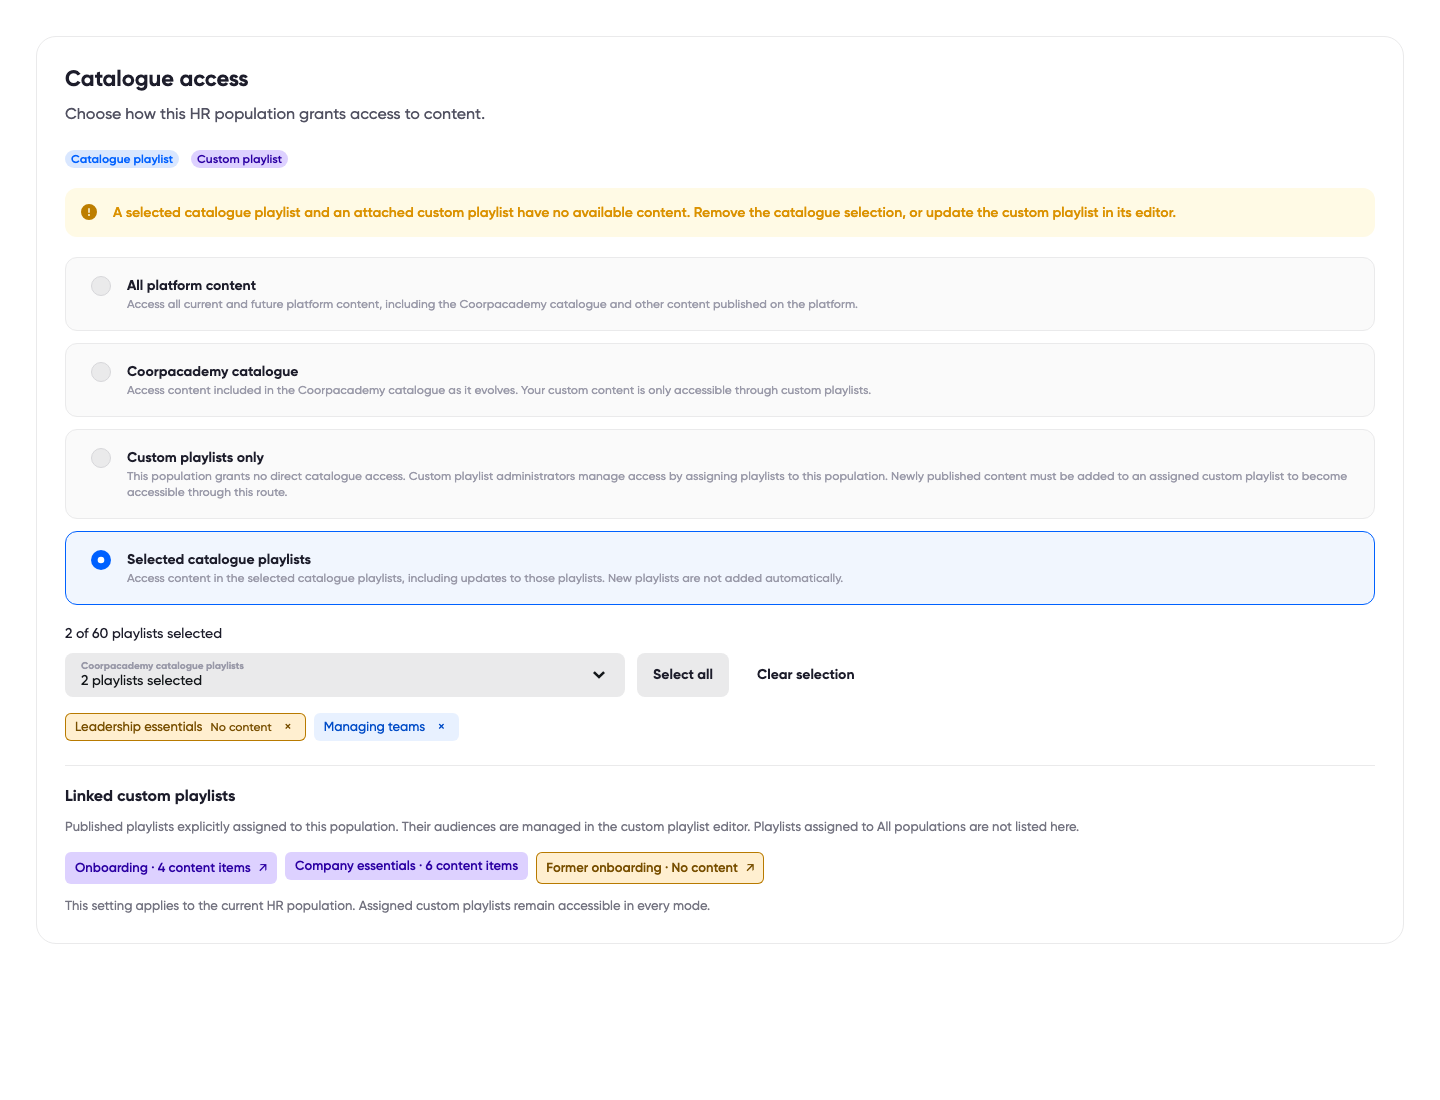 Catalogue access
Choose how this HR population grants access to content.
Catalogue playlist Custom playlist
A selected catalogue playlist and an attached custom playlist have no available content. Remove the catalogue selection, or update the custom playlist in its editor.
All platform content
Access all current and future platform content, including the Coorpacademy catalogue and other content published on the platform.
Coorpacademy catalogue
Access content included in the Coorpacademy catalogue as it evolves. Your custom content is only accessible through custom playlists.
Custom playlists only
This population grants no direct catalogue access. Custom playlist administrators manage access by assigning playlists to this population. Newly published content must be added to an assigned custom playlist to become
accessible through this route.
Selected catalogue playlists
Access content in the selected catalogue playlists, including updates to those playlists. New playlists are not added automatically.
2 of 60 playlists selected
Coorpacademy catalogue playlists
2 playlists selected
Select all
Clear selection
Leadership essentials No content ×
Managing teams ×
Linked custom playlists
Published playlists explicitly assigned to this population. Their audiences are managed in the custom playlist editor. Playlists assigned to All populations are not listed here.
Onboarding · 4 content items ↗
Company essentials · 6 content items
Former onboarding · No content ↗
This setting applies to the current HR population. Assigned custom playlists remain accessible in every mode.